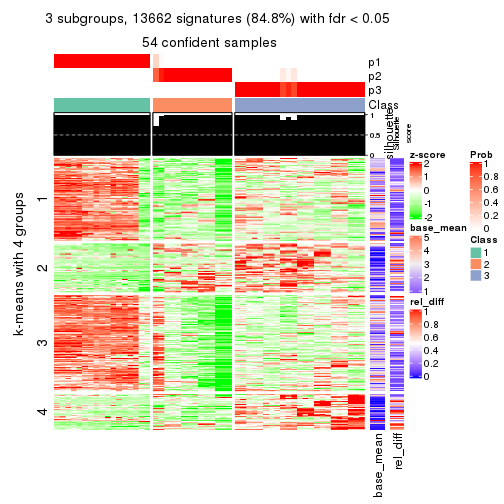 3 subgroups, 13662 signatures (84.8%) with fdr < 0.05
54 confident samples
p1
p2
p3
Class
1
0.5
0
silhouette
Silhouette
score
k-means with 4 groups
1
2
3
4
base_mean
rel_diff
z-score
2
1
0
-1
-2
base_mean
5
4
3
2
1
rel_diff
1
0.8
0.6
0.4
0.2
0
Prob
1
0.8
0.6
0.4
0.2
0
Class
1
2
3